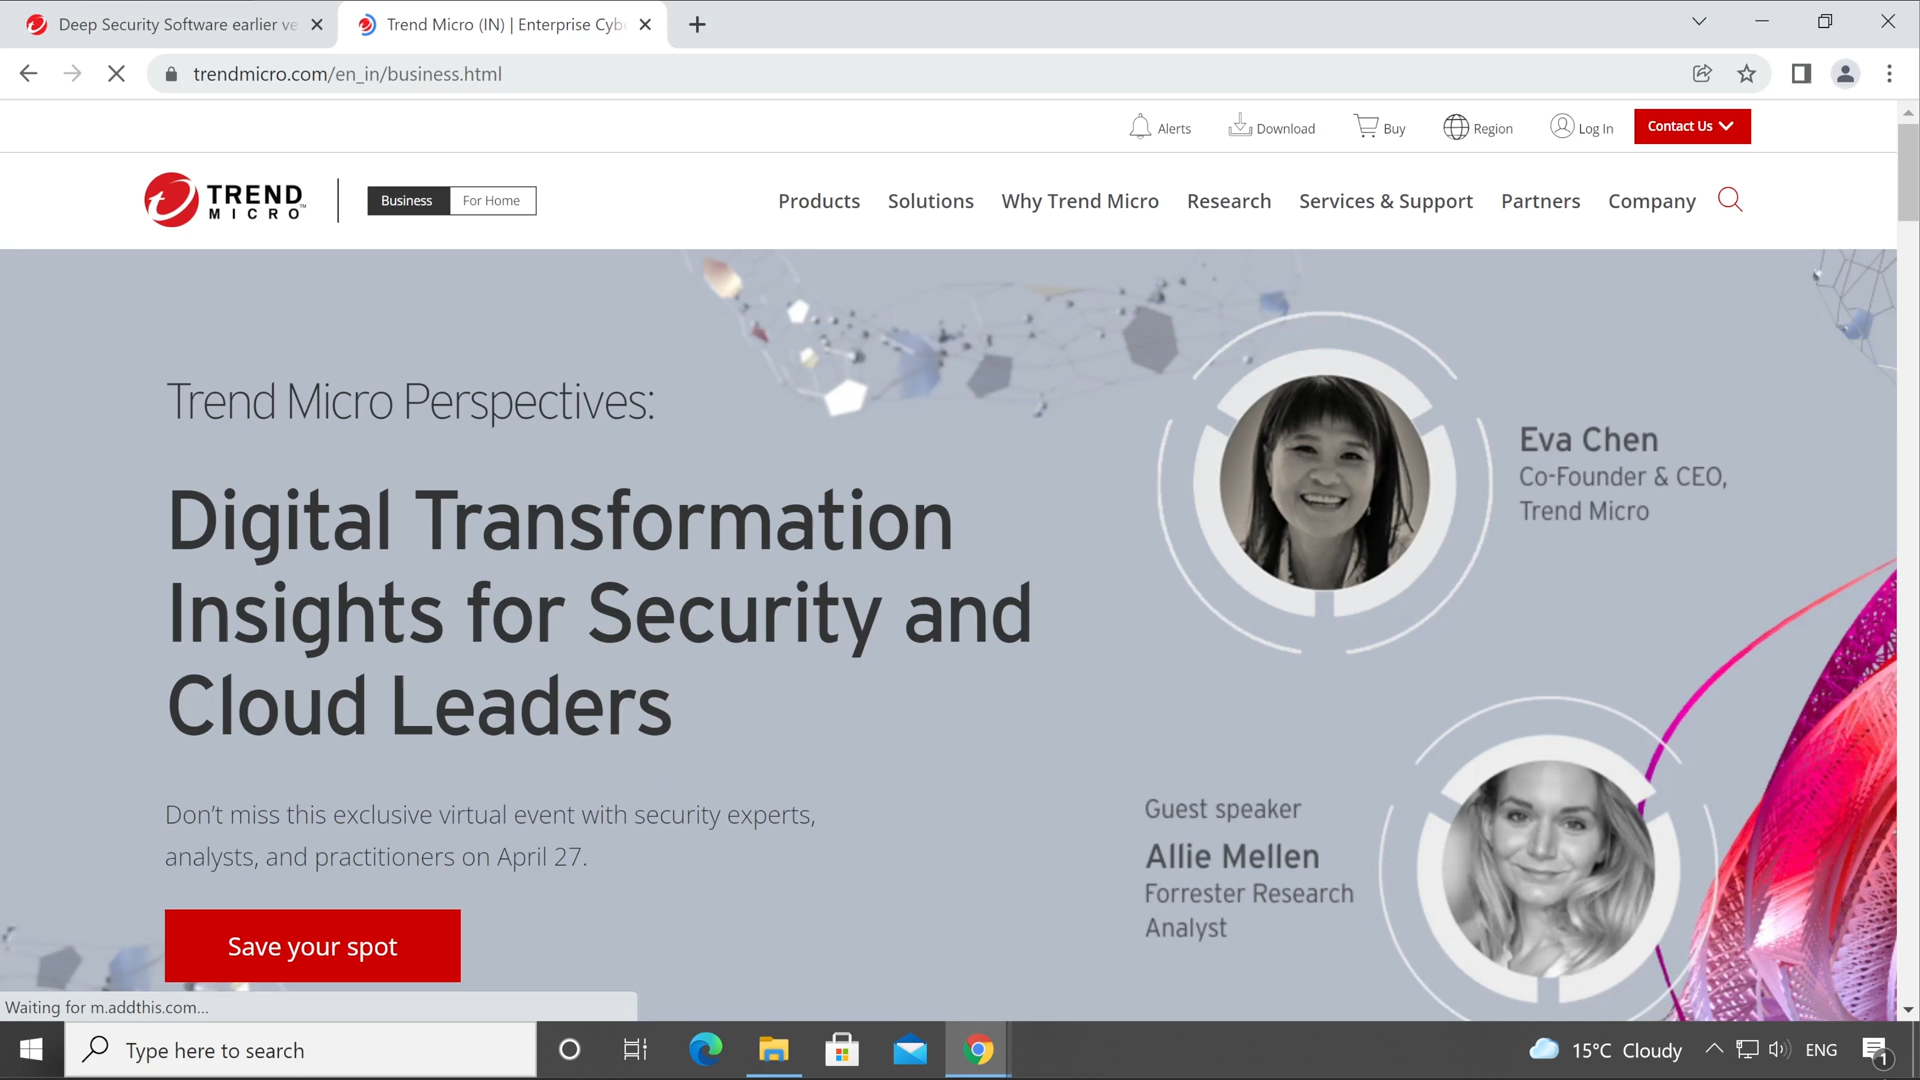 Deep Security Software earlier ve
Trend Micro (IN) | Enterprise Cyb
trendmicro.com/en_in/business.html
Alerts
Download
Buy
Region
Log In
Contact Us
TREND
MICRO™
Business
For Home
Products
Solutions
Why Trend Micro
Research
Services & Support
Partners
Company
Trend Micro Perspectives:
Digital Transformation
Insights for Security and
Cloud Leaders
Don't miss this exclusive virtual event with security experts,
analysts, and practitioners on April 27.
Save your spot
Eva Chen
Co-Founder & CEO,
Trend Micro
Guest speaker
Allie Mellen
Forrester Research
Analyst
Waiting for m.addthis.com...
Type here to search
15°C Cloudy
ENG
1